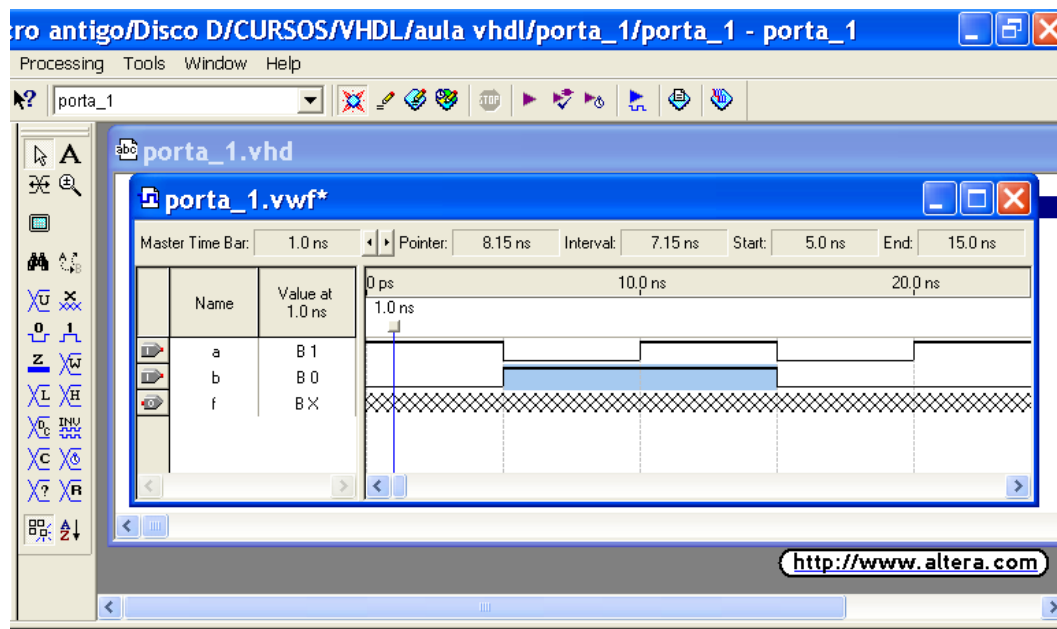 ro antigo/Disco D/CURSOS/VHDL/aula vhdl/porta_1/porta_1 - porta_1
Processing Tools Window Help
porta_1
STOP
A
abc porta_1.vhd
porta_1.vwf*
Master Time Bar: 1.0 ns Pointer: 8.15 ns Interval: 7.15 ns Start: 5.0 ns End: 15.0 ns
Name Value at 1.0 ns
0 ps 10.0 ns 20.0 ns
1.0 ns
a B 1
b B 0
f B X
http://www.altera.com